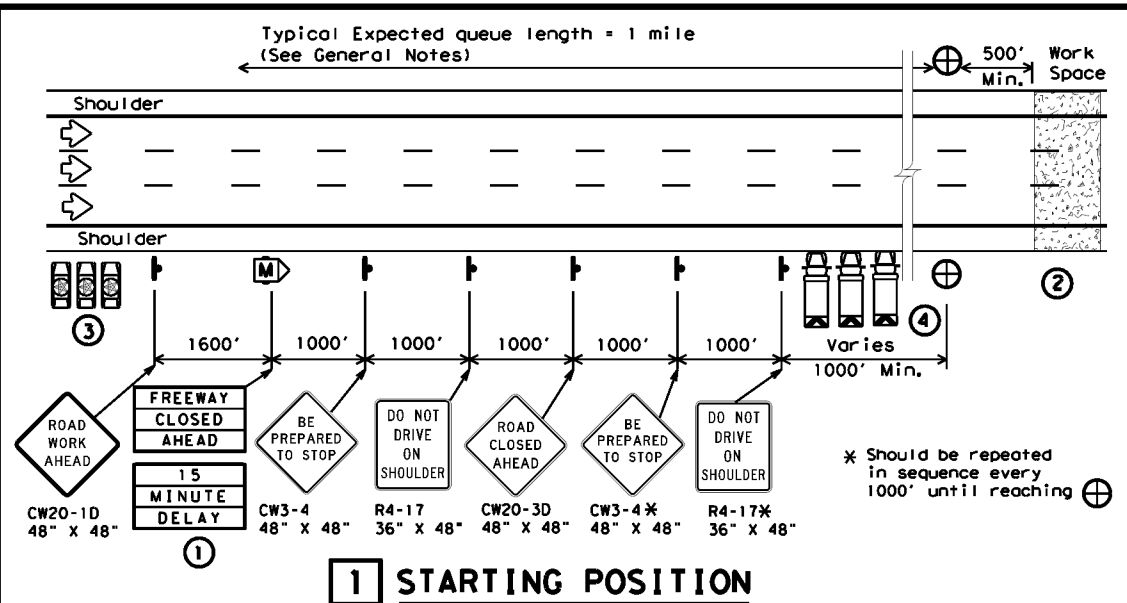 Typical Expected queue length = 1 mile
(See General Notes)
500'
Min.
Work
Space
Shoulder
Shoulder
M
3
4
2
1600'
1000'
1000'
1000'
1000'
1000'
Varies
1000' Min.
ROAD
WORK
AHEAD
CW20-1D
48" X 48"
FREEWAY
CLOSED
AHEAD
15
MINUTE
DELAY
1
BE
PREPARED
TO STOP
CW3-4
48" X 48"
DO NOT
DRIVE
ON
SHOULDER
R4-17
36" X 48"
ROAD
CLOSED
AHEAD
CW20-3D
48" X 48"
BE
PREPARED
TO STOP
CW3-4*
48" X 48"
DO NOT
DRIVE
ON
SHOULDER
R4-17*
36" X 48"
* Should be repeated
in sequence every
1000' until reaching
1 STARTING POSITION